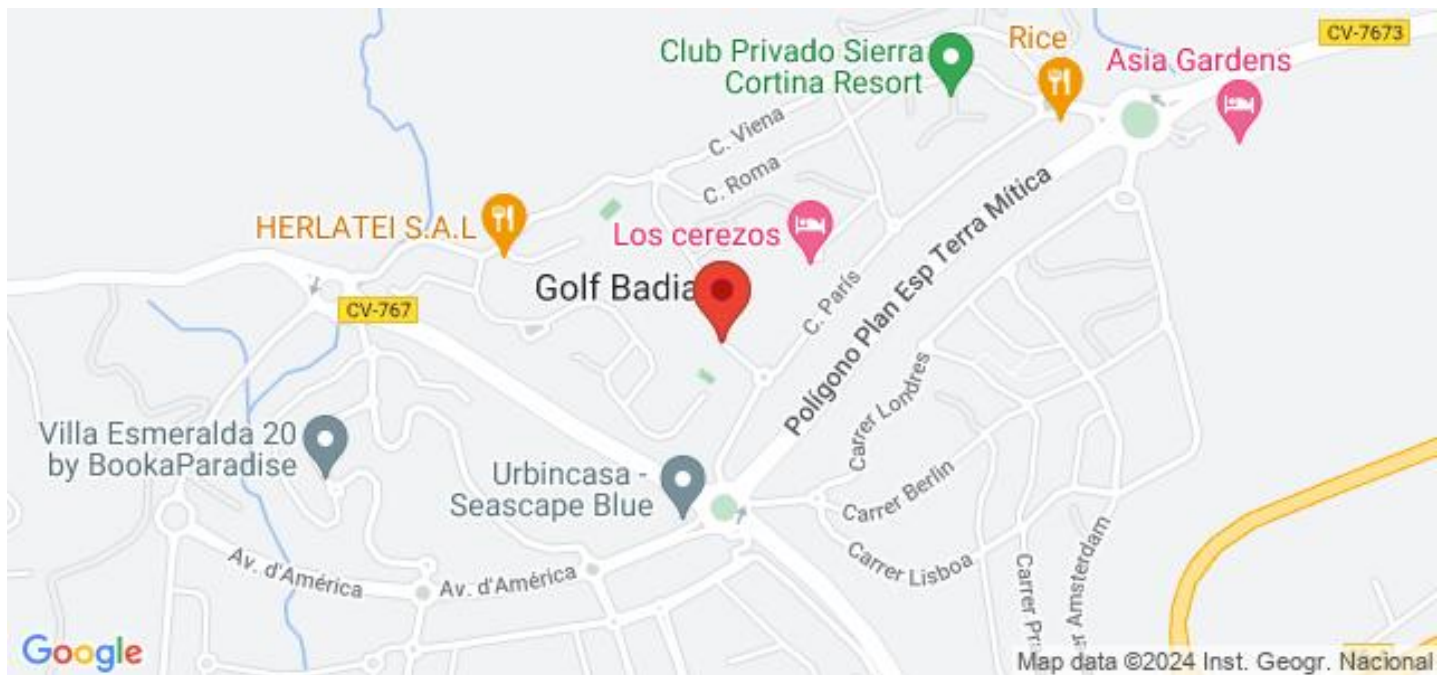 CV-7673
Club Privado Sierra
Cortina Resort
Rice
Asia Gardens
C. Viena
C. Roma
HERLATEI S.A.L
Los cerezos
Golf Badia
CV-767
C. París
Polígono Plan Esp Terra Mítica
Carrer Londres
Villa Esmeralda 20
by BookaParadise
Urbincasa -
Seascape Blue
Carrer Berlin
Carrer Lisboa
Av. d'América
Av. d'América
Carrer Pr
er Amsterdam
Google
Map data ©2024 Inst. Geogr. Nacional